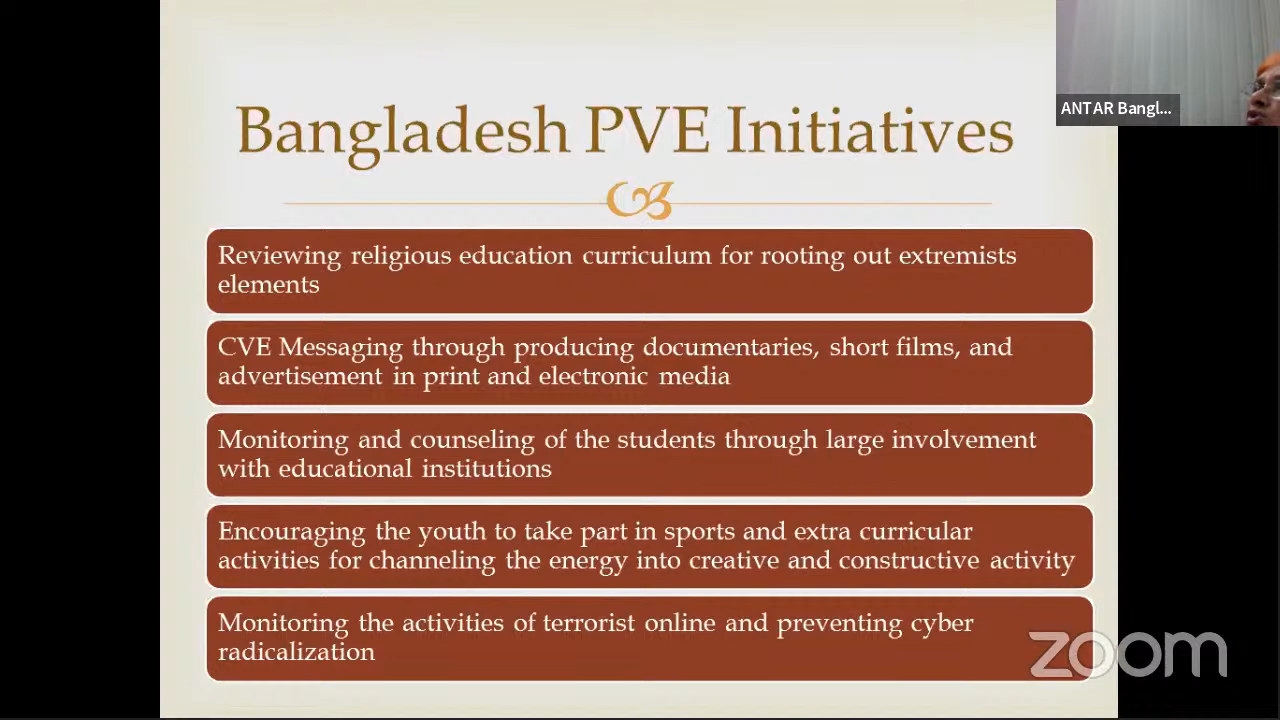 Bangladesh PVE Initiatives
ANTAR Bangl...
Reviewing religious education curriculum for rooting out extremists
elements
CVE Messaging through producing documentaries, short films, and
advertisement in print and electronic media
Monitoring and counseling of the students through large involvement
with educational institutions
Encouraging the youth to take part in sports and extra curricular
activities for channeling the energy into creative and constructive activity
Monitoring the activities of terrorist online and preventing cyber
radicalization
zoom